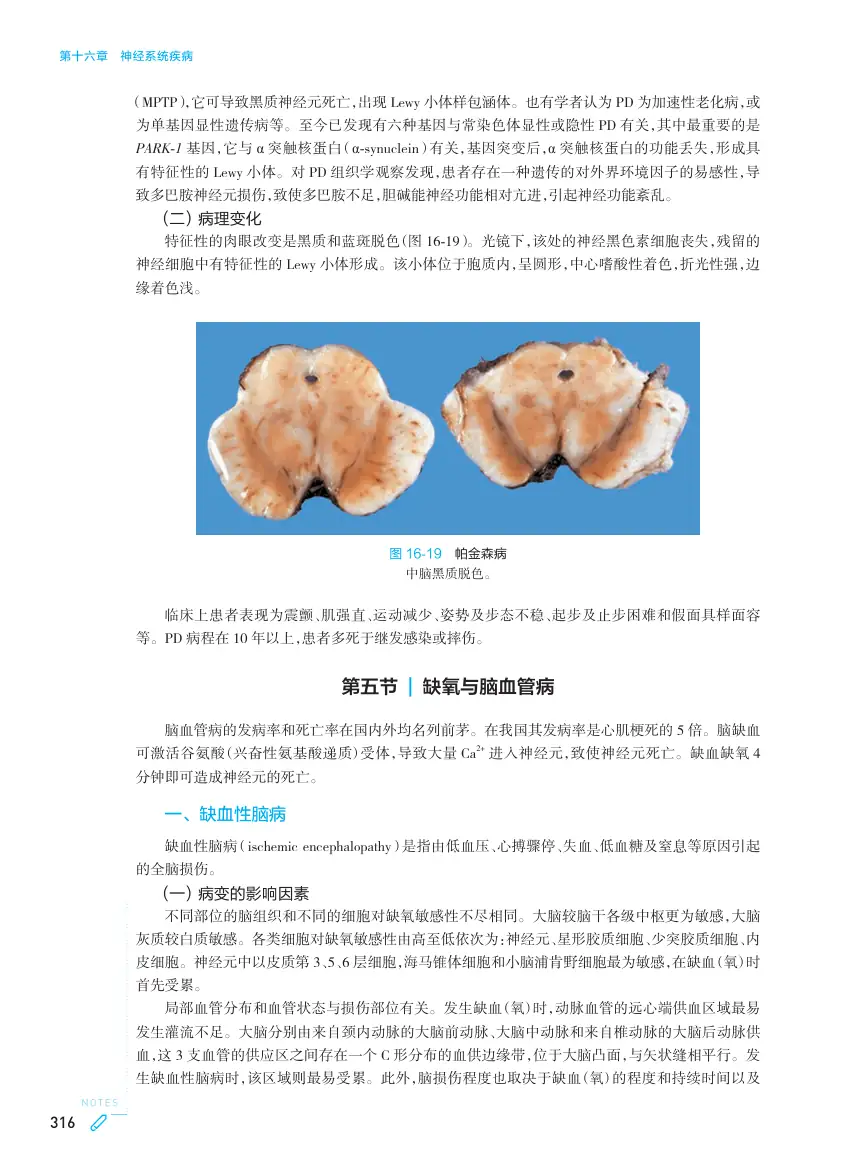 第十六章　神经系统疾病
（MPTP），它可导致黑质神经元死亡，出现 Lewy 小体样包涵体。也有学者认为 PD 为加速性老化病，或
为单基因显性遗传病等。至今已发现有六种基因与常染色体显性或隐性 PD 有关，其中最重要的是
PARK-1 基因，它与 α 突触核蛋白（α-synuclein）有关，基因突变后，α 突触核蛋白的功能丢失，形成具
有特征性的 Lewy 小体。对 PD 组织学观察发现，患者存在一种遗传的对外界环境因子的易感性，导
致多巴胺神经元损伤，致使多巴胺不足，胆碱能神经功能相对亢进，引起神经功能紊乱。
（二）病理变化
特征性的肉眼改变是黑质和蓝斑脱色（图 16-19）。光镜下，该处的神经黑色素细胞丧失，残留的
神经细胞中有特征性的 Lewy 小体形成。该小体位于胞质内，呈圆形，中心嗜酸性着色，折光性强，边
缘着色浅。
图 16-19　帕金森病
中脑黑质脱色。
临床上患者表现为震颤、肌强直、运动减少、姿势及步态不稳、起步及止步困难和假面具样面容
等。PD 病程在 10 年以上，患者多死于继发感染或摔伤。
第五节 | 缺氧与脑血管病
脑血管病的发病率和死亡率在国内外均名列前茅。在我国其发病率是心肌梗死的 5 倍。脑缺血
可激活谷氨酸（兴奋性氨基酸递质）受体，导致大量 Ca²⁺ 进入神经元，致使神经元死亡。缺血缺氧 4
分钟即可造成神经元的死亡。
一、缺血性脑病
缺血性脑病（ischemic encephalopathy）是指由低血压、心搏骤停、失血、低血糖及窒息等原因引起
的全脑损伤。
（一）病变的影响因素
不同部位的脑组织和不同的细胞对缺氧敏感性不尽相同。大脑较脑干各级中枢更为敏感，大脑
灰质较白质敏感。各类细胞对缺氧敏感性由高至低依次为：神经元、星形胶质细胞、少突胶质细胞、内
皮细胞。神经元中以皮质第 3、5、6 层细胞，海马锥体细胞和小脑浦肯野细胞最为敏感，在缺血（氧）时
首先受累。
局部血管分布和血管状态与损伤部位有关。发生缺血（氧）时，动脉血管的远心端供血区域最易
发生灌流不足。大脑分别由来自颈内动脉的大脑前动脉、大脑中动脉和来自椎动脉的大脑后动脉供
血，这 3 支血管的供应区之间存在一个 C 形分布的血供边缘带，位于大脑凸面，与矢状缝相平行。发
生缺血性脑病时，该区域则最易受累。此外，脑损伤程度也取决于缺血（氧）的程度和持续时间以及
NOTES
316